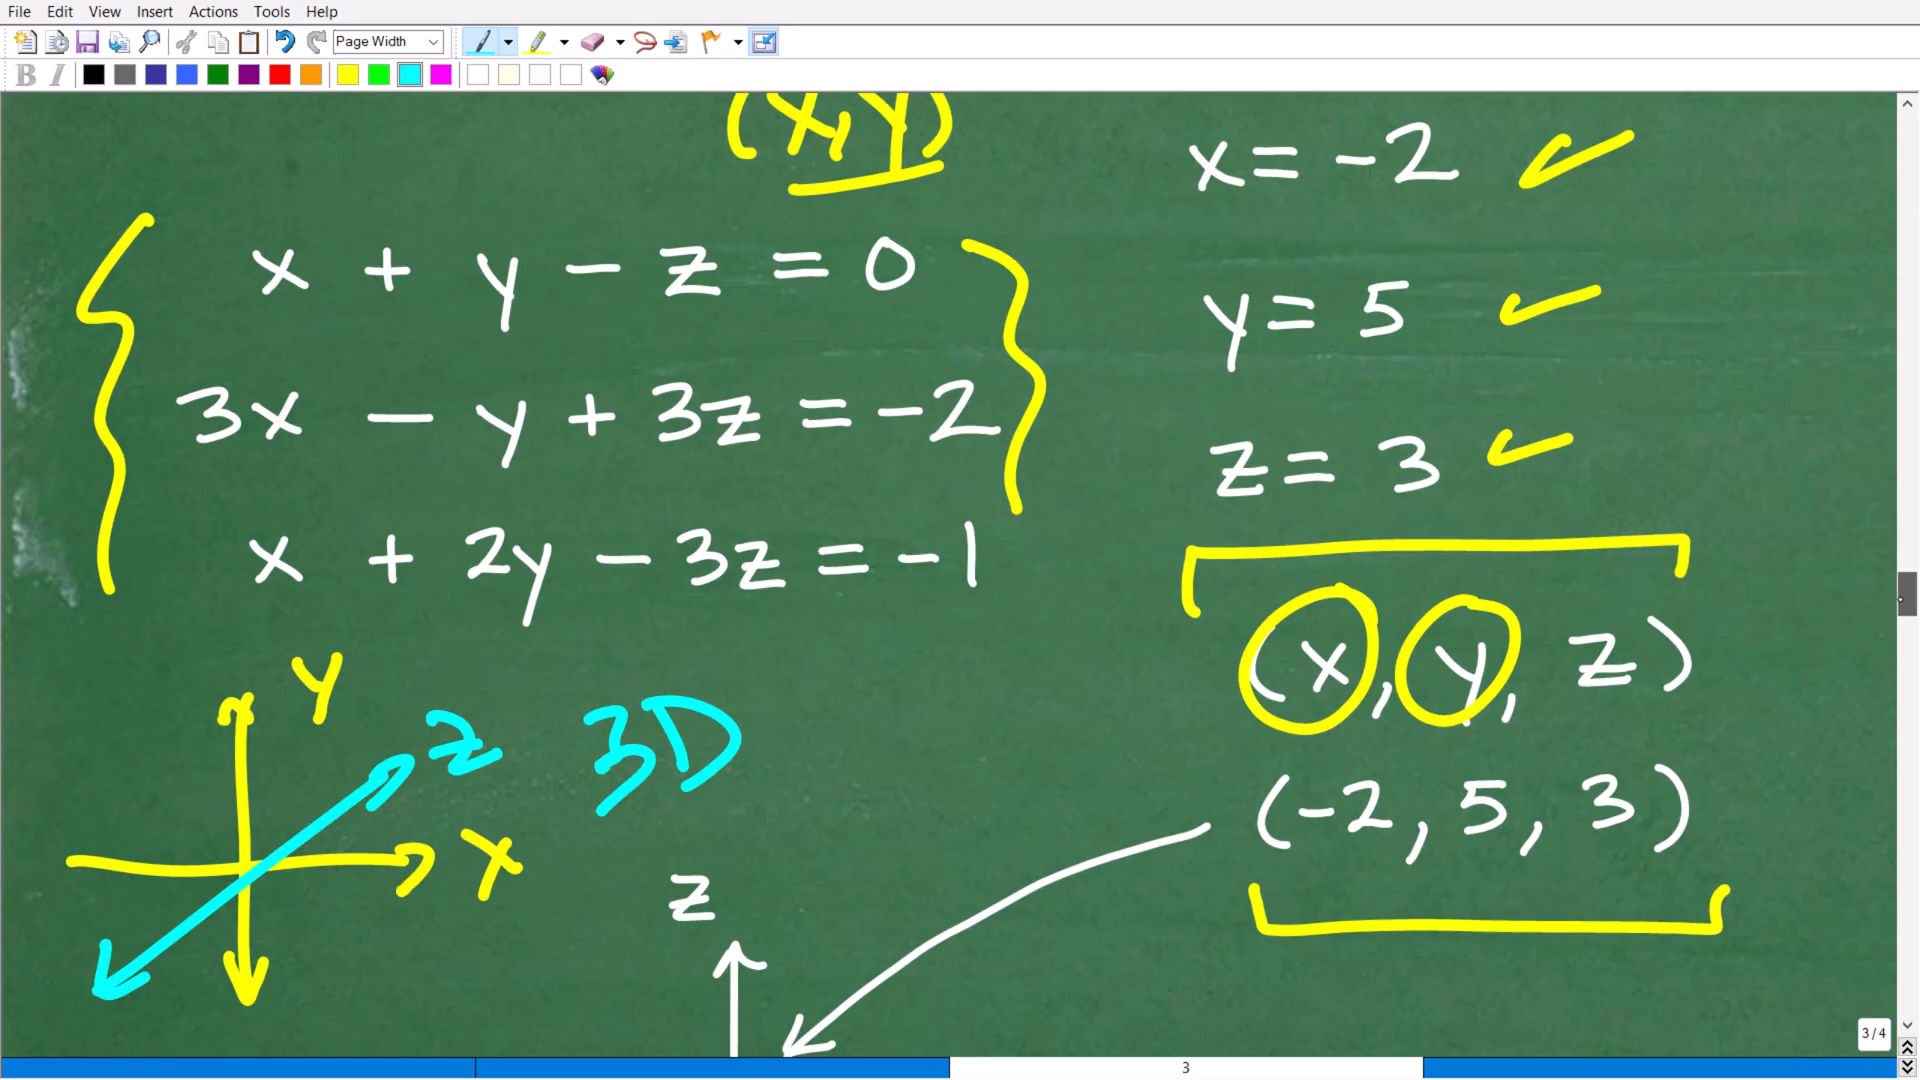 File Edit View Insert Actions Tools Help
Page Width
B I
(x,y)
x + y - z = 0
3x - y + 3z = -2
x + 2y - 3z = -1
x = -2
y = 5
z = 3
(x, y, z)
(-2, 5, 3)
y
z
3D
x
z
3/4
3